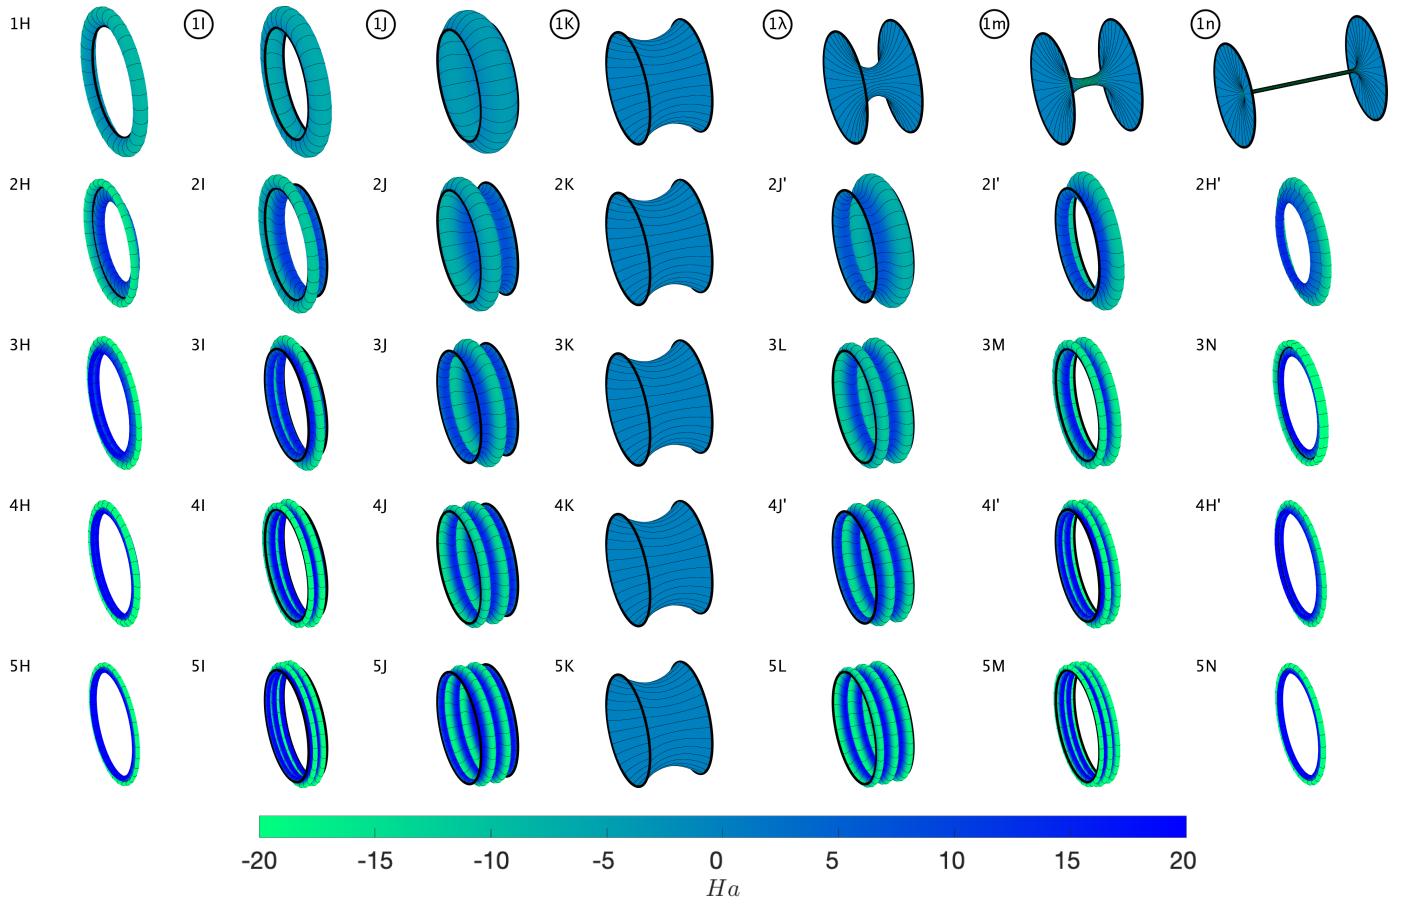 1H 1I 1J 1K 1λ 1m 1n
2H 2I 2J 2K 2J' 2I' 2H'
3H 3I 3J 3K 3L 3M 3N
4H 4I 4J 4K 4J' 4I' 4H'
5H 5I 5J 5K 5L 5M 5N
-20 -15 -10 -5 0 5 10 15 20
Ha